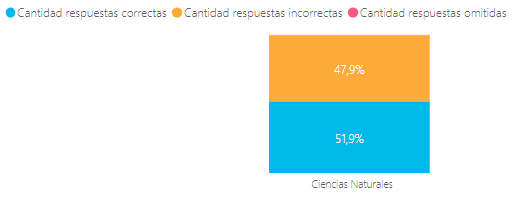 Cantidad respuestas correctas Cantidad respuestas incorrectas Cantidad respuestas omitidas
47,9%
51,9%
Ciencias Naturales